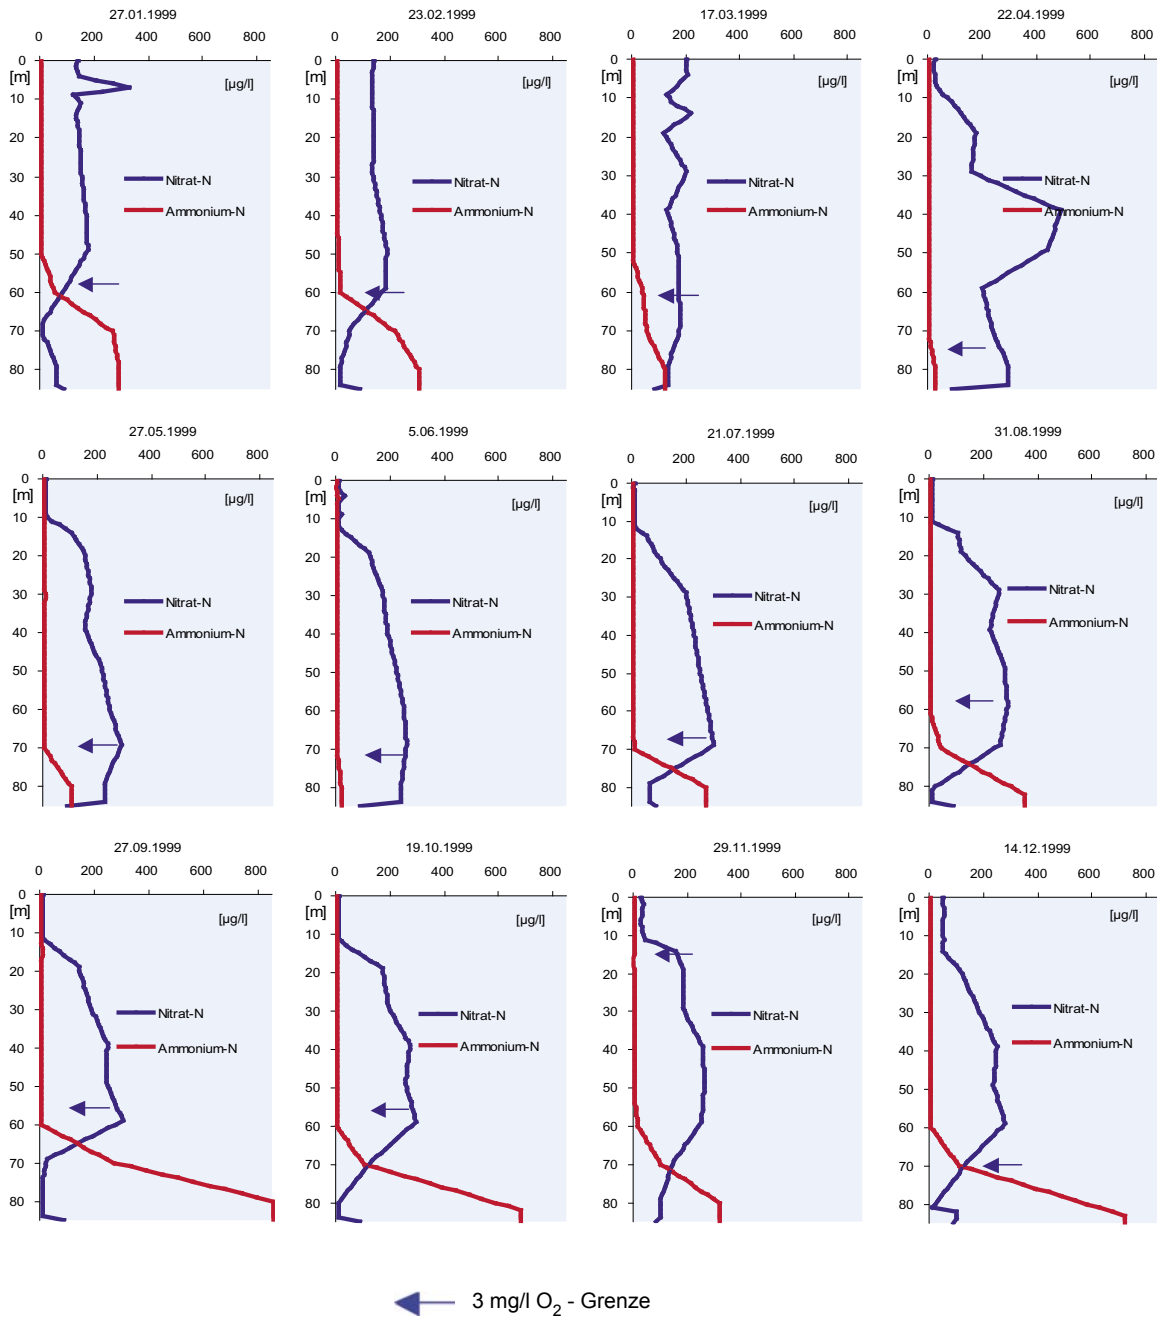 27.01.1999
0 200 400 600 800
0
[m]
[µg/l]
10
20
30
Nitrat-N
40
Ammonium-N
50
60
70
80
23.02.1999
0 200 400 600 800
0
[m]
[µg/l]
10
20
30
Nitrat-N
40
Ammonium-N
50
60
70
80
17.03.1999
0 200 400 600 800
0
[m]
[µg/l]
10
20
30
Nitrat-N
40
Ammonium-N
50
60
70
80
22.04.1999
0 200 400 600 800
0
[m]
[µg/l]
10
20
30
Nitrat-N
40
Ammonium-N
50
60
70
80
27.05.1999
0 200 400 600 800
0
[m]
[µg/l]
10
20
30
Nitrat-N
40
Ammonium-N
50
60
70
80
5.06.1999
0 200 400 600 800
0
[m]
[µg/l]
10
20
30
Nitrat-N
40
Ammonium-N
50
60
70
80
21.07.1999
0 200 400 600 800
0
[m]
[µg/l]
10
20
30
Nitrat-N
40
Ammonium-N
50
60
70
80
31.08.1999
0 200 400 600 800
0
[m]
[µg/l]
10
20
30
Nitrat-N
40
Ammonium-N
50
60
70
80
27.09.1999
0 200 400 600 800
0
[m]
[µg/l]
10
20
30
Nitrat-N
40
Ammonium-N
50
60
70
80
19.10.1999
0 200 400 600 800
0
[m]
[µg/l]
10
20
30
Nitrat-N
40
Ammonium-N
50
60
70
80
29.11.1999
0 200 400 600 800
0
[m]
[µg/l]
10
20
30
Nitrat-N
40
Ammonium-N
50
60
70
80
14.12.1999
0 200 400 600 800
0
[m]
[µg/l]
10
20
30
Nitrat-N
40
Ammonium-N
50
60
70
80
3 mg/l O2 - Grenze